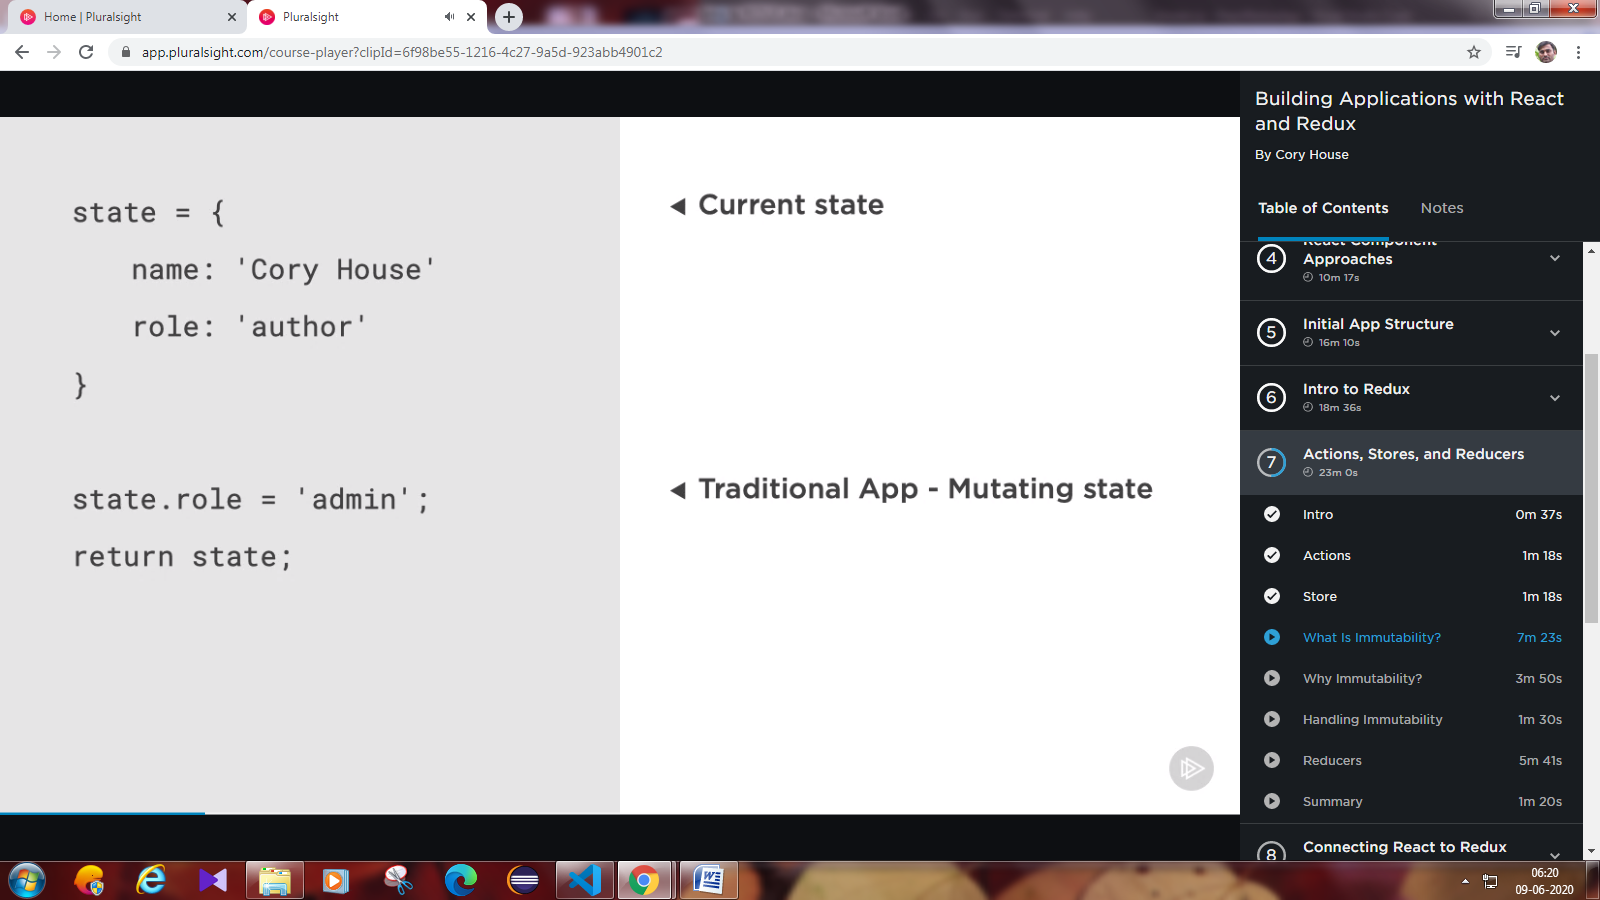 Home | Pluralsight
Pluralsight
app.pluralsight.com/course-player?clipId=6f98be55-1216-4c27-9a5d-923abb4901c2
state = {
name: 'Cory House'
role: 'author'
}
state.role = 'admin';
return state;
Current state
Traditional App - Mutating state
Building Applications with React
and Redux
By Cory House
Table of Contents
Notes
4
React Component
Approaches
10m 17s
5
Initial App Structure
16m 10s
6
Intro to Redux
18m 36s
7
Actions, Stores, and Reducers
23m 0s
Intro 0m 37s
Actions 1m 18s
Store 1m 18s
What Is Immutability? 7m 23s
Why Immutability? 3m 50s
Handling Immutability 1m 30s
Reducers 5m 41s
Summary 1m 20s
8
Connecting React to Redux
06:20
09-06-2020